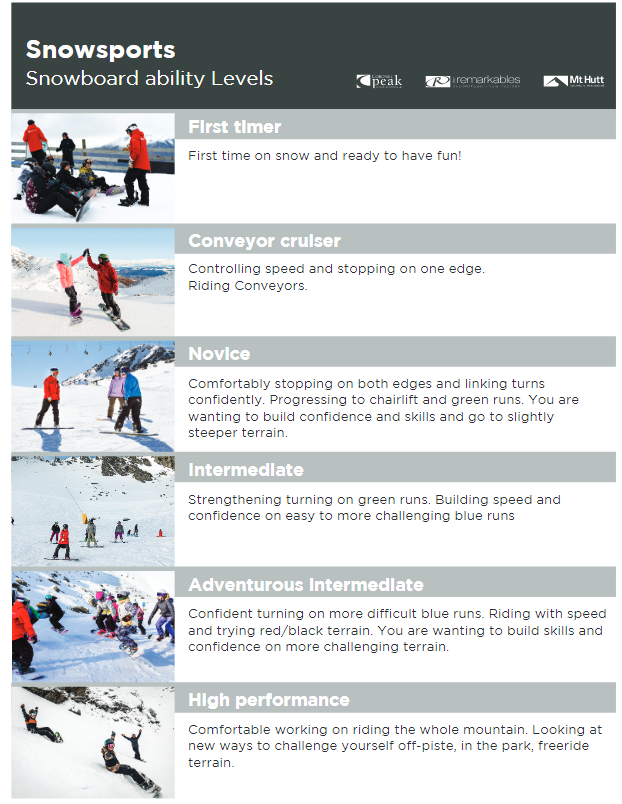 Snowsports
Snowboard ability Levels
peak
remarkables
Mt Hutt
First timer
First time on snow and ready to have fun!
Conveyor cruiser
Controlling speed and stopping on one edge.
Riding Conveyors.
Novice
Comfortably stopping on both edges and linking turns
confidently. Progressing to chairlift and green runs. You are
wanting to build confidence and skills and go to slightly
steeper terrain.
Intermediate
Strengthening turning on green runs. Building speed and
confidence on easy to more challenging blue runs
Adventurous Intermediate
Confident turning on more difficult blue runs. Riding with speed
and trying red/black terrain. You are wanting to build skills and
confidence on more challenging terrain.
High performance
Comfortable working on riding the whole mountain. Looking at
new ways to challenge yourself off-piste, in the park, freeride
terrain.